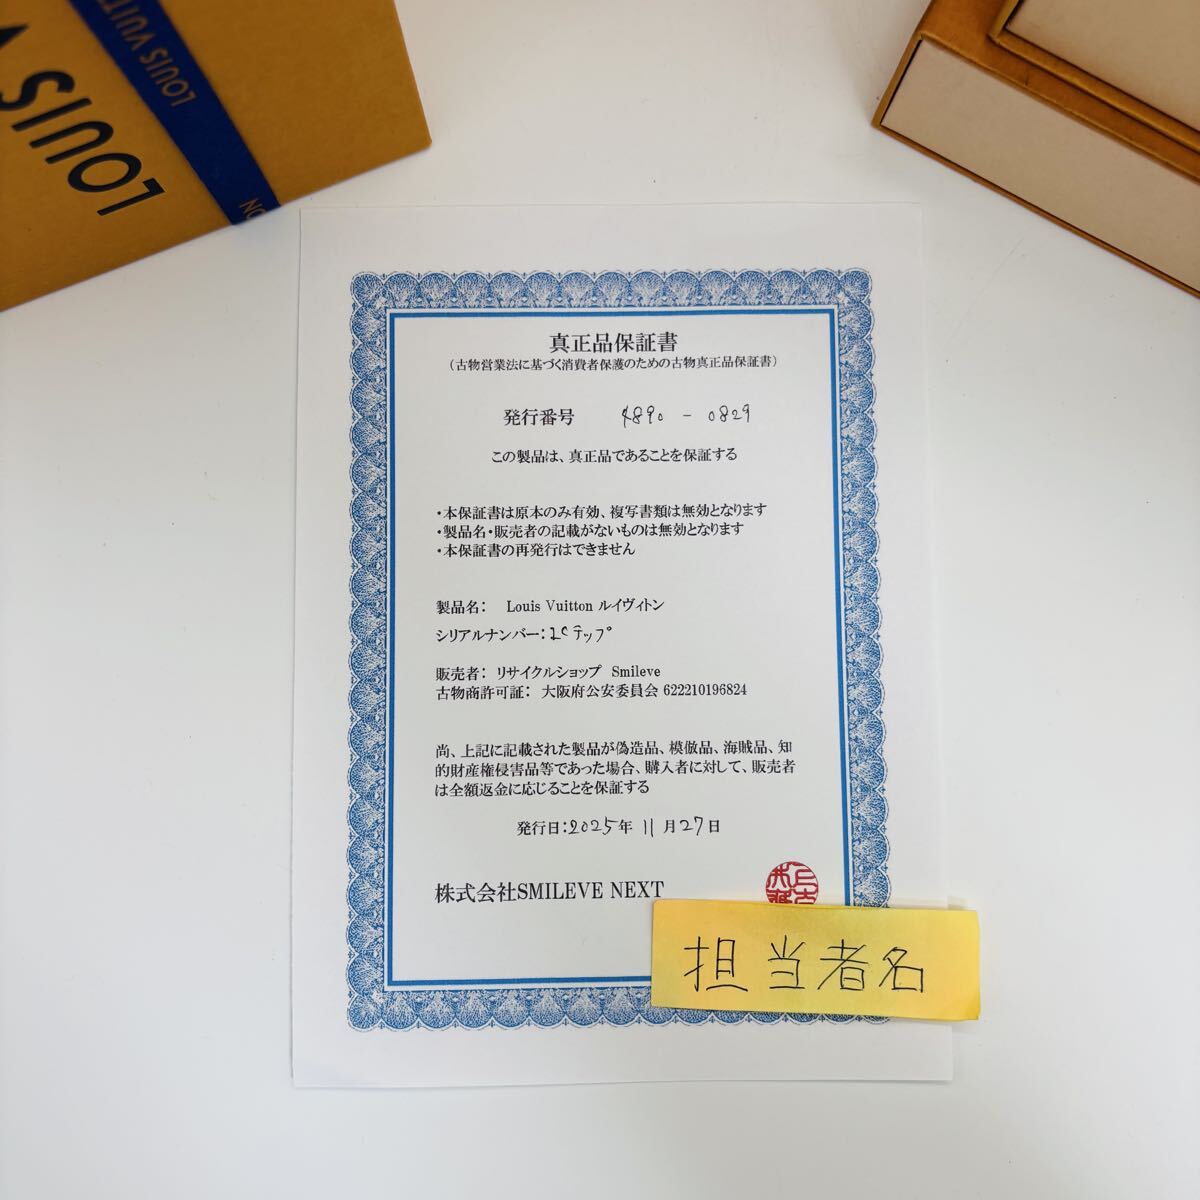 LOUIS V
LOUIS VUITT
ON
真正品保証書
(古物営業法に基づく消費者保護のための古物真正品保証書)
発行番号 4890 - 0829
この製品は、真正品であることを保証する
・本保証書は原本のみ有効、複写書類は無効となります
・製品名・販売者の記載がないものは無効となります
・本保証書の再発行はできません
製品名: Louis Vuitton ルイヴィトン
シリアルナンバー:ICチップ
販売者: リサイクルショップ Smileve
古物商許可証: 大阪府公安委員会 622210196824
尚、上記に記載された製品が偽造品、模倣品、海賊品、知
的財産権侵害品等であった場合、購入者に対して、販売者
は全額返金に応じることを保証する
発行日:2025年 11 月 27日
株式会社SMILEVE NEXT
担当者名